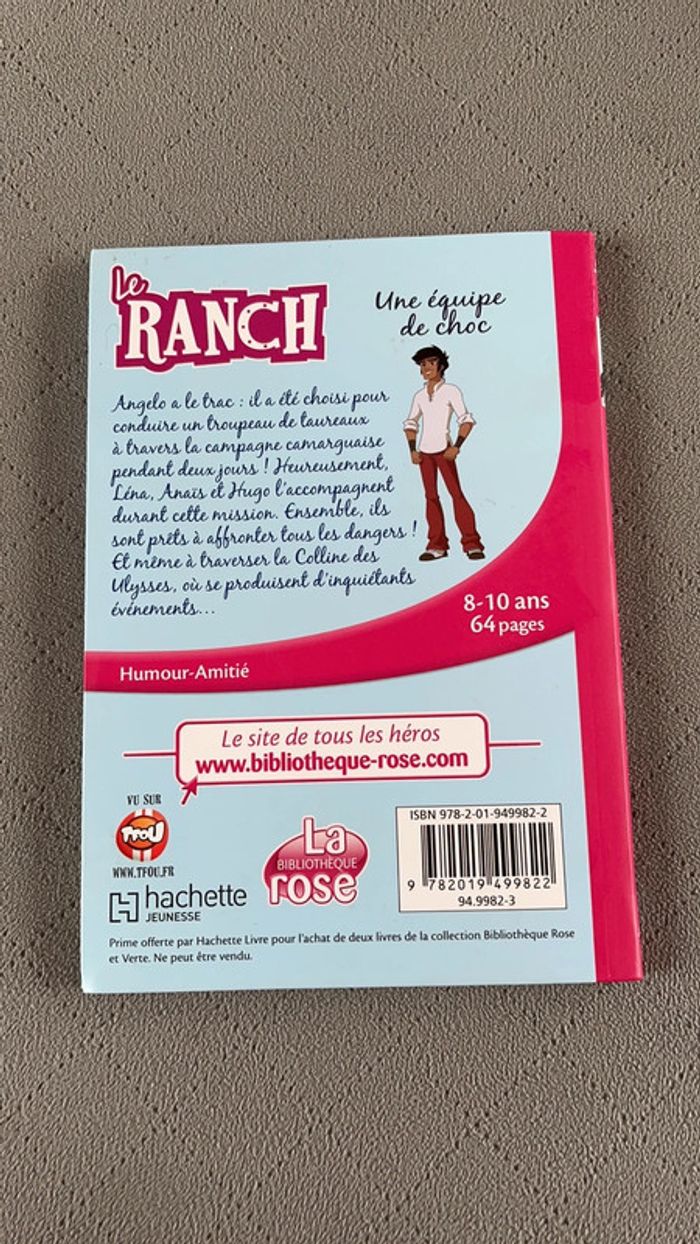 Le
RANCH
Une équipe
de choc
Angelo a le trac : il a été choisi pour
conduire un troupeau de taureaux
à travers la campagne camarguaise
pendant deux jours ! Heureusement,
Léna, Anaïs et Hugo l'accompagnent
durant cette mission. Ensemble, ils
sont prêts à affronter tous les dangers !
Et même à traverser la Colline des
Ulysses, où se produisent d'inquiétants
événements...
8-10 ans
64 pages
Humour-Amitié
Le site de tous les héros
www.bibliotheque-rose.com
VU SUR
TFOU
WWW.TFOU.FR
hachette
JEUNESSE
La
BIBLIOTHÈQUE
rose
ISBN 978-2-01-949982-2
9 782019 499822
94.9982-3
Prime offerte par Hachette Livre pour l'achat de deux livres de la collection Bibliothèque Rose
et Verte. Ne peut être vendu.